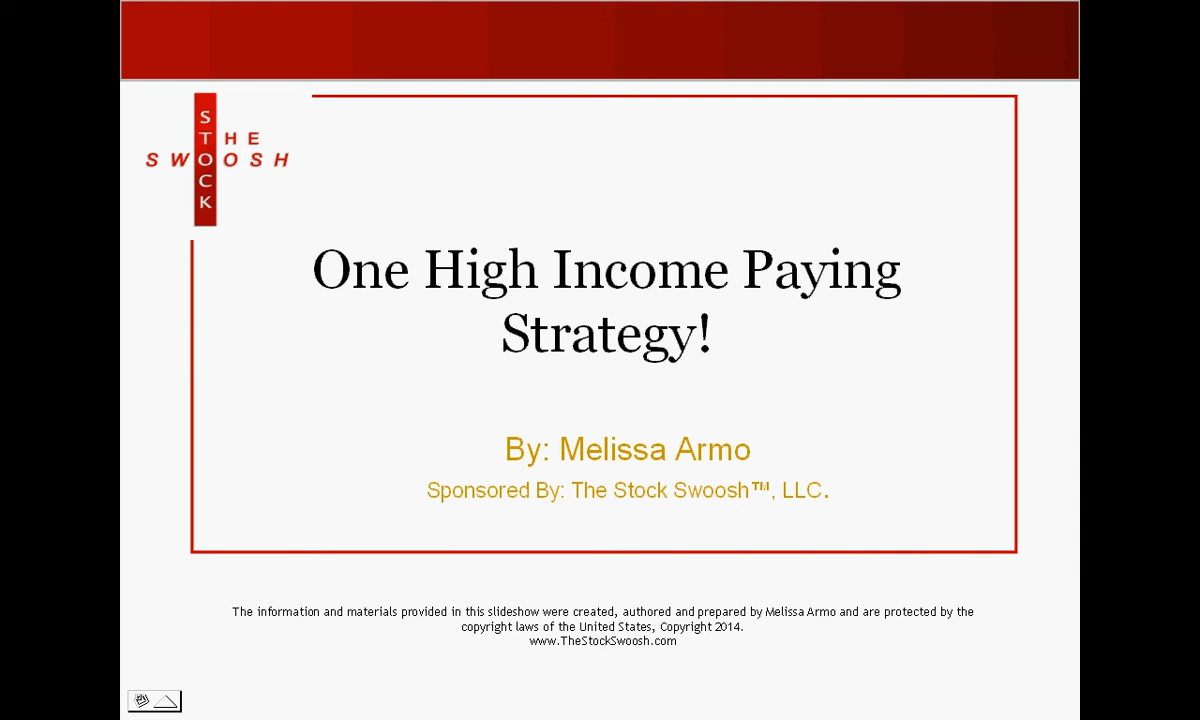 STOCK
THE
SWOOSH
One High Income Paying
Strategy!
By: Melissa Armo
Sponsored By: The Stock Swoosh™, LLC.
The information and materials provided in this slideshow were created, authored and prepared by Melissa Armo and are protected by the
copyright laws of the United States, Copyright 2014.
www.TheStockSwoosh.com